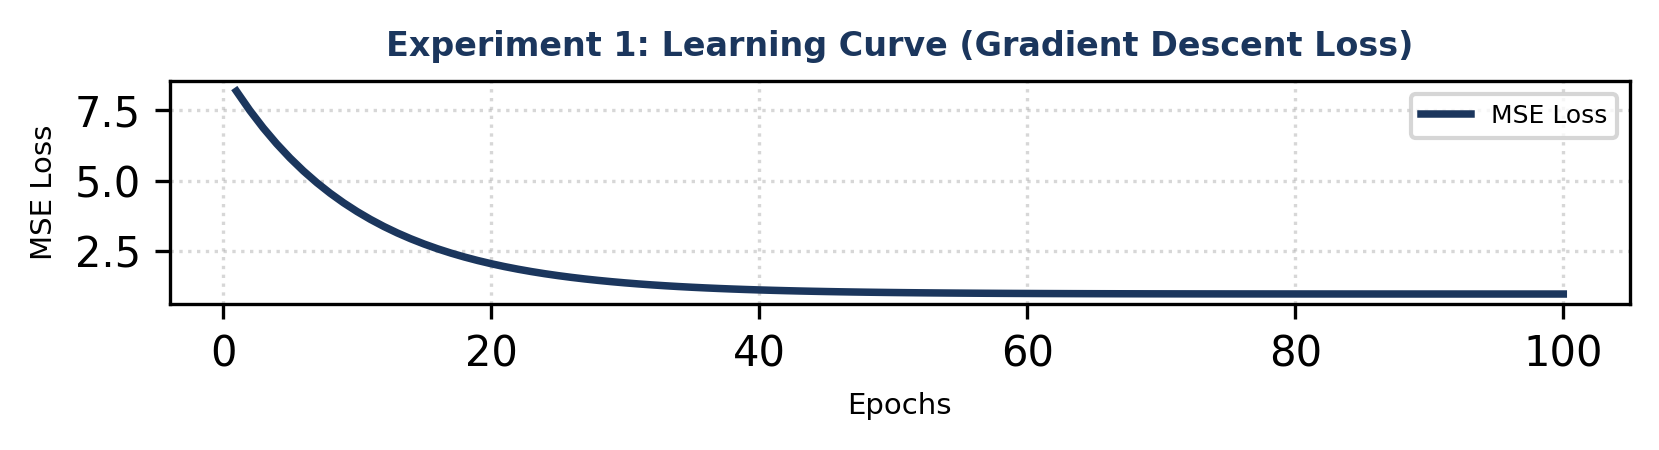 Experiment 1: Learning Curve (Gradient Descent Loss)
MSE Loss
7.5
5.0
2.5
MSE Loss
0 20 40 60 80 100
Epochs